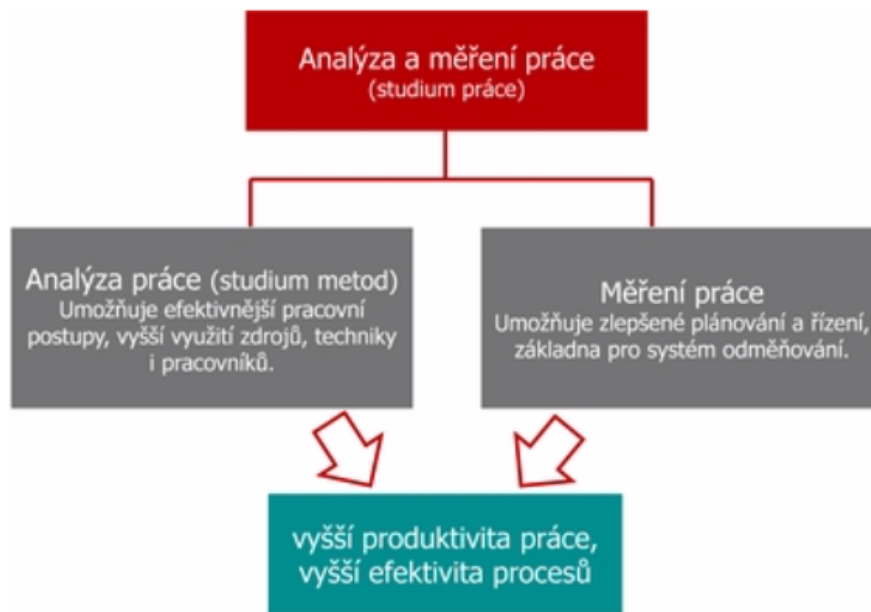 Analýza a měření práce
(studium práce)
Analýza práce (studium metod)
Umožňuje efektivnější pracovní
postupy, vyšší využití zdrojů, techniky
i pracovníků.
Měření práce
Umožňuje zlepšené plánování a řízení,
základna pro systém odměňování.
vyšší produktivita práce,
vyšší efektivita procesů